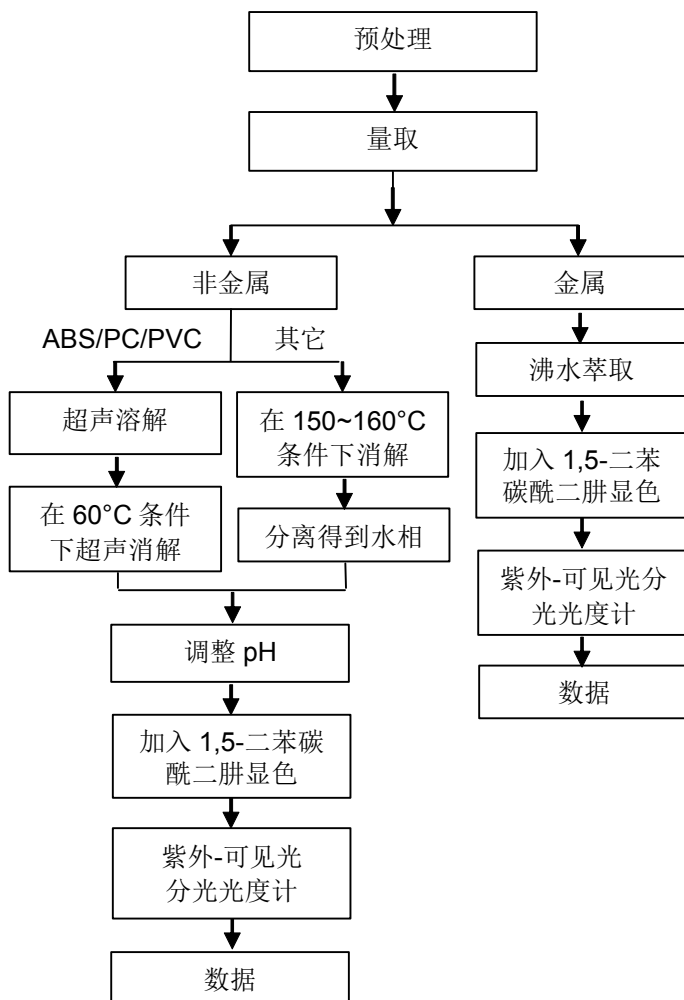 预处理
量取
非金属
金属
ABS/PC/PVC
其它
沸水萃取
超声溶解
在 150~160°C
条件下消解
加入 1,5-二苯
碳酰二肼显色
在 60°C 条件
下超声消解
分离得到水相
紫外-可见光分
光光度计
调整 pH
数据
加入 1,5-二苯碳
酰二肼显色
紫外-可见光
分光光度计
数据